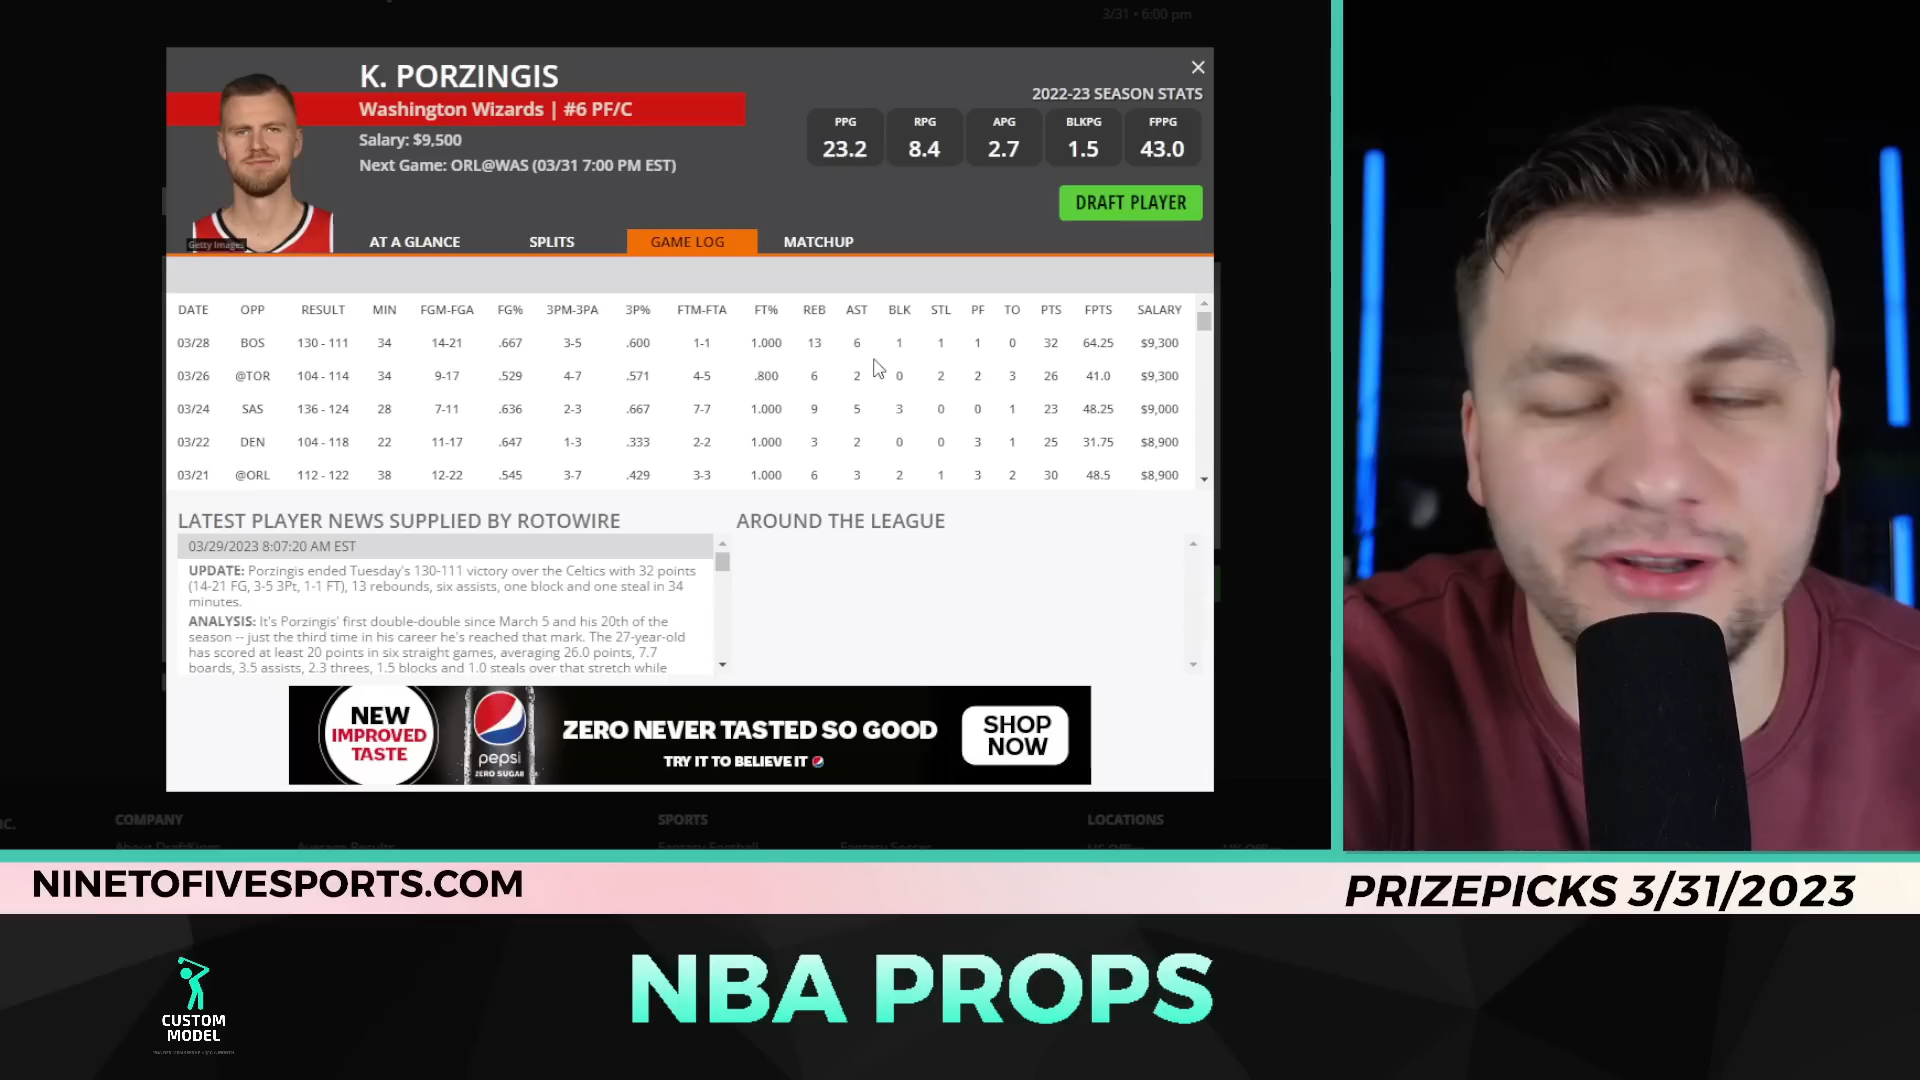 3/31 • 6:00 pm
K. PORZINGIS
Washington Wizards | #6 PF/C
Salary: $9,500
Next Game: ORL@WAS (03/31 7:00 PM EST)
2022-23 SEASON STATS
PPG RPG APG BLKPG FPPG
23.2 8.4 2.7 1.5 43.0
DRAFT PLAYER
Getty Images
AT A GLANCE SPLITS GAME LOG MATCHUP
DATE OPP RESULT MIN FGM-FGA FG% 3PM-3PA 3P% FTM-FTA FT% REB AST BLK STL PF TO PTS FPTS SALARY
03/28 BOS 130 - 111 34 14-21 .667 3-5 .600 1-1 1.000 13 6 1 1 1 0 32 64.25 $9,300
03/26 @TOR 104 - 114 34 9-17 .529 4-7 .571 4-5 .800 6 2 0 2 2 3 26 41.0 $9,300
03/24 SAS 136 - 124 28 7-11 .636 2-3 .667 7-7 1.000 9 5 3 0 0 1 23 48.25 $9,000
03/22 DEN 104 - 118 22 11-17 .647 1-3 .333 2-2 1.000 3 2 0 0 3 1 25 31.75 $8,900
03/21 @ORL 112 - 122 38 12-22 .545 3-7 .429 3-3 1.000 6 3 2 1 3 2 30 48.5 $8,900
LATEST PLAYER NEWS SUPPLIED BY ROTOWIRE
AROUND THE LEAGUE
03/29/2023 8:07:20 AM EST
UPDATE: Porzingis ended Tuesday's 130-111 victory over the Celtics with 32 points
(14-21 FG, 3-5 3Pt, 1-1 FT), 13 rebounds, six assists, one block and one steal in 34
minutes.
ANALYSIS: It's Porzingis' first double-double since March 5 and his 20th of the
season -- just the third time in his career he's reached that mark. The 27-year-old
has scored at least 20 points in six straight games, averaging 26.0 points, 7.7
boards, 3.5 assists, 2.3 threes, 1.5 blocks and 1.0 steals over that stretch while
NEW
IMPROVED
TASTE
pepsi
ZERO SUGAR
ZERO NEVER TASTED SO GOOD
TRY IT TO BELIEVE IT
SHOP
NOW
COMPANY SPORTS LOCATIONS
NINETOFIVESPORTS.COM
PRIZEPICKS 3/31/2023
NBA PROPS
CUSTOM
MODEL